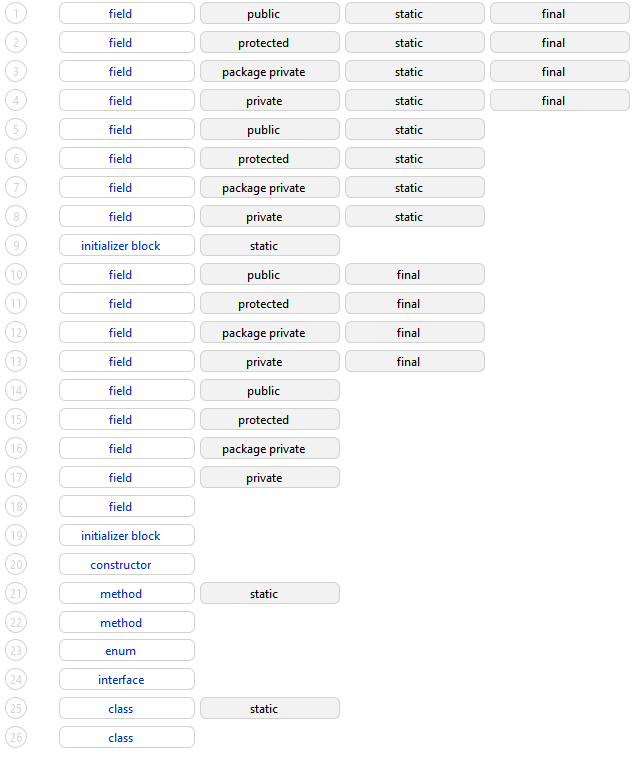 1 field public static final
2 field protected static final
3 field package private static final
4 field private static final
5 field public static
6 field protected static
7 field package private static
8 field private static
9 initializer block static
10 field public final
11 field protected final
12 field package private final
13 field private final
14 field public
15 field protected
16 field package private
17 field private
18 field
19 initializer block
20 constructor
21 method static
22 method
23 enum
24 interface
25 class static
26 class